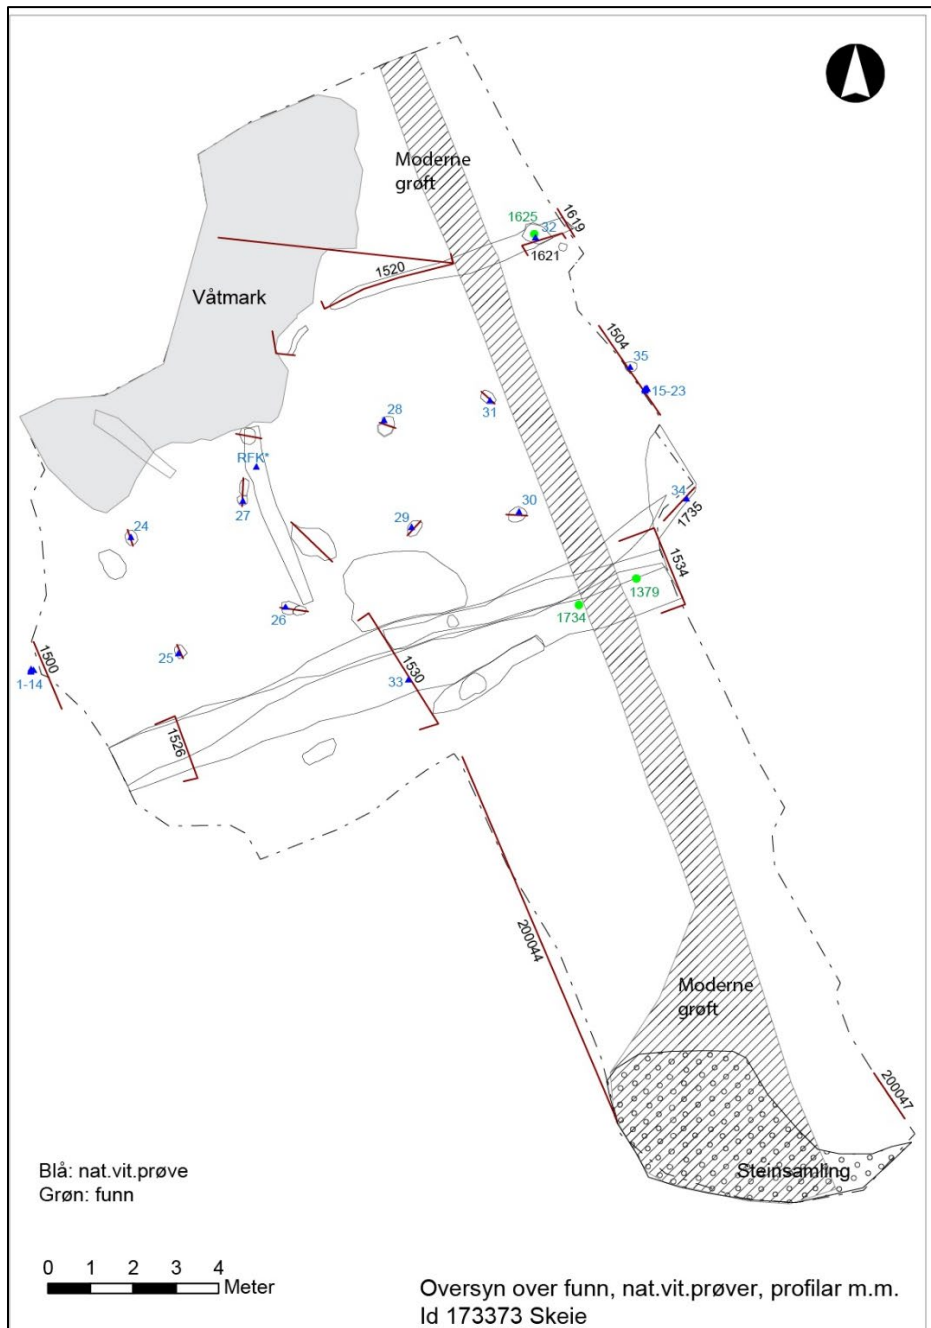 Moderne
grøft
1625
32
1619
1621
1520
Våtmark
1504
35
15-23
31
28
RFK*
27
24
34
1735
30
29
1534
1379
1734
26
25
1500
1-14
1530
33
1526
200044
Moderne
grøft
200047
Steinsamling
Blå: nat.vit.prøve
Grøn: funn
0 1 2 3 4
Meter
Oversyn over funn, nat.vit.prøver, profilar m.m.
Id 173373 Skeie